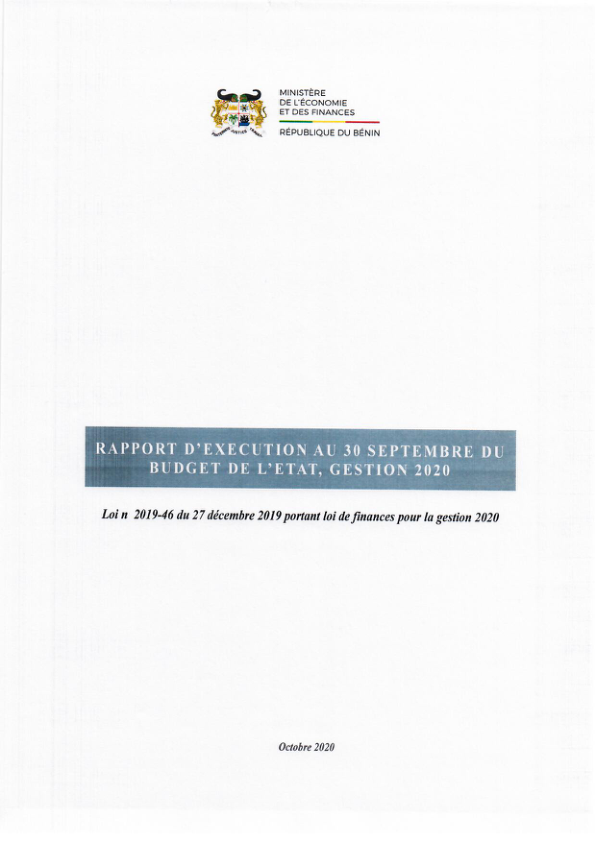 MINISTÈRE
DE L'ÉCONOMIE
ET DES FINANCES
RÉPUBLIQUE DU BÉNIN
RAPPORT D'EXECUTION AU 30 SEPTEMBRE DU
BUDGET DE L'ETAT, GESTION 2020
Loi n 2019-46 du 27 décembre 2019 portant loi de finances pour la gestion 2020
Octobre 2020